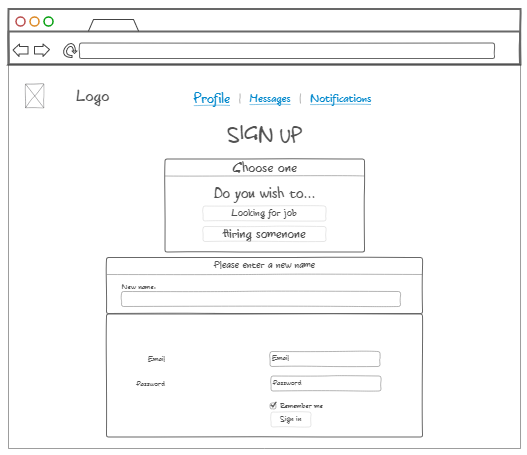 Logo
Profile | Messages | Notifications
SIGN UP
Choose one
Do you wish to...
Looking for job
Hiring somenone
Please enter a new name
New name:
Email Email
Password Password
Remember me
Sign in